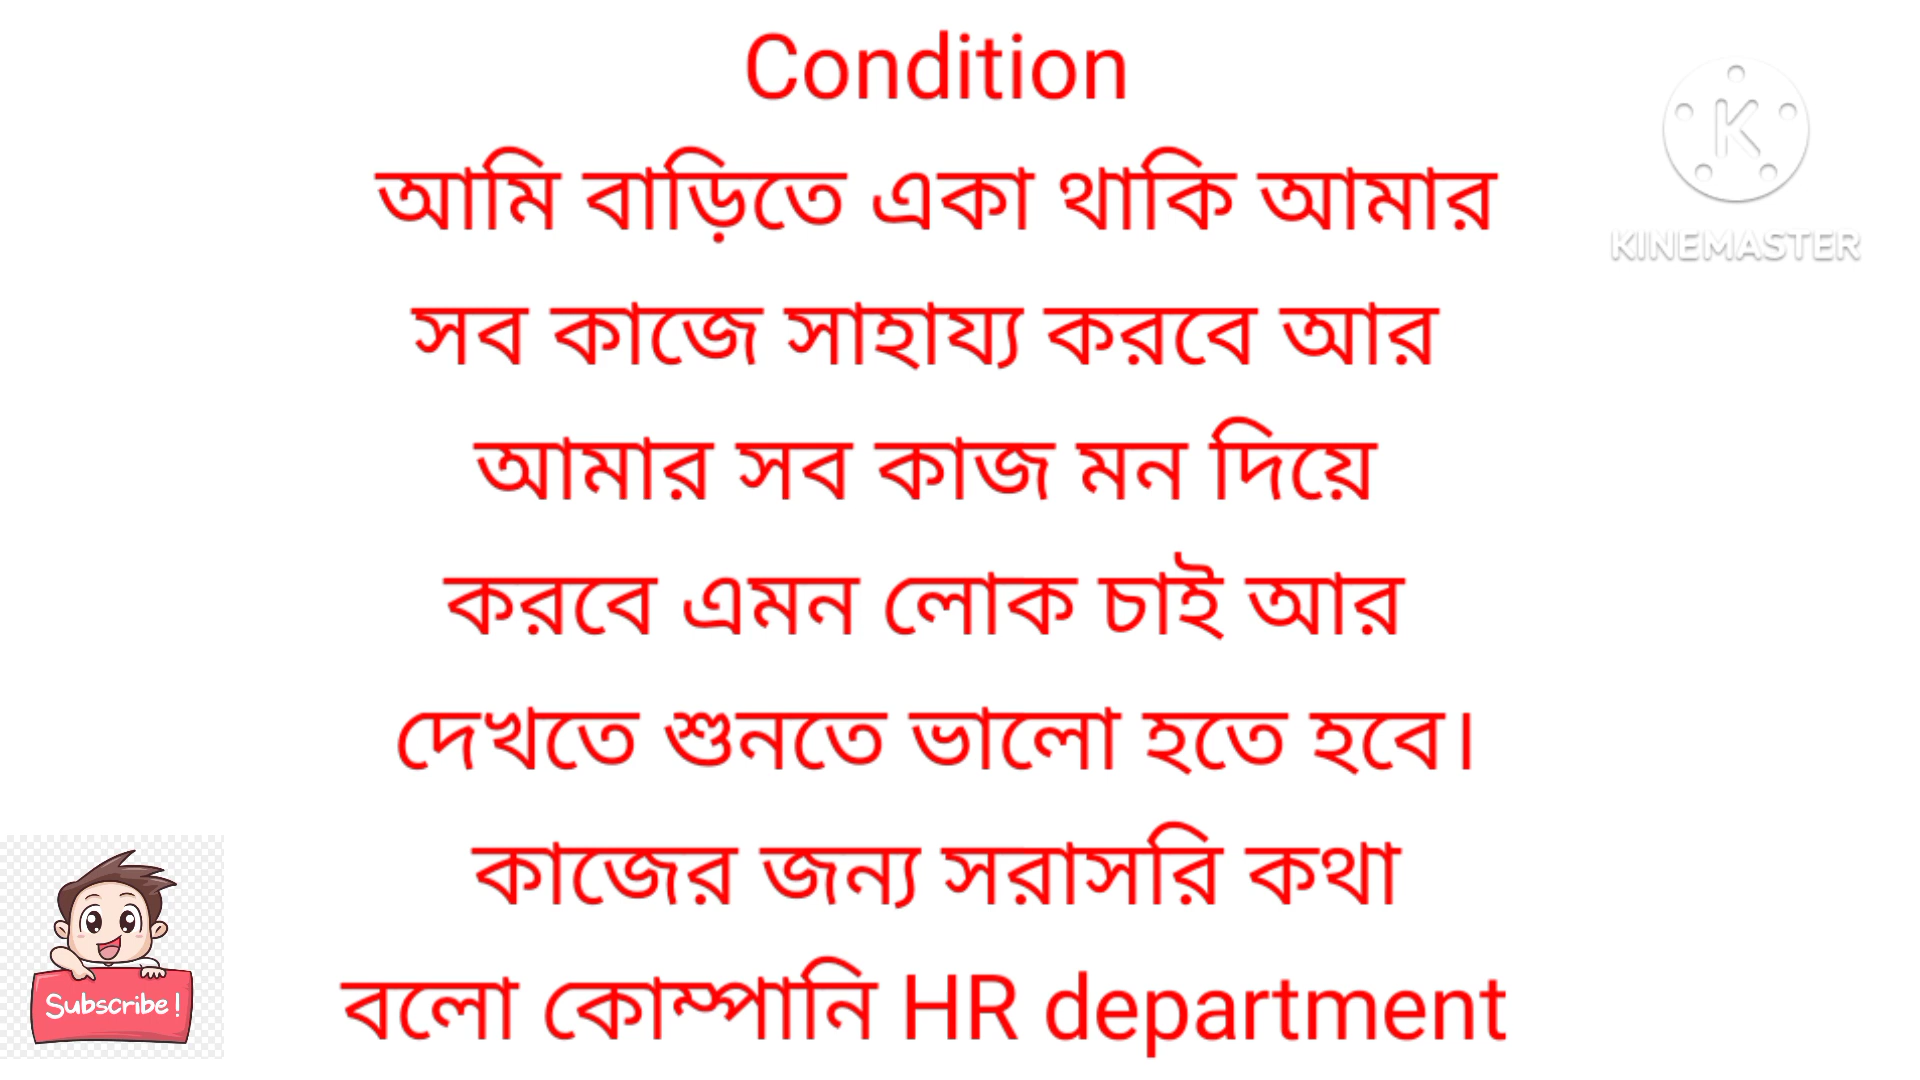 Condition
আমি বাড়িতে একা থাকি আমার
সব কাজে সাহায্য করবে আর
আমার সব কাজ মন দিয়ে
করবে এমন লোক চাই আর
দেখতে শুনতে ভালো হতে হবে।
কাজের জন্য সরাসরি কথা
বলো কোম্পানি HR department
K
KINEMASTER
Subscribe!